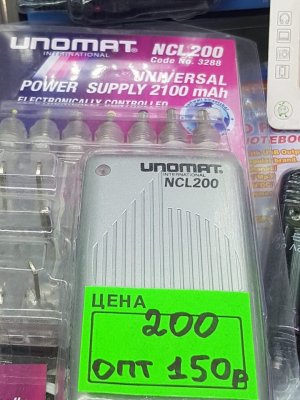 UNOMAT
INTERNATIONAL
NCL200
Code No. 3288
UNIVERSAL
POWER SUPPLY 2100 mAh
ELECTRONICALLY CONTROLLED
UNOMAT
INTERNATIONAL
NCL200
ЦЕНА
200
ОПТ 150р